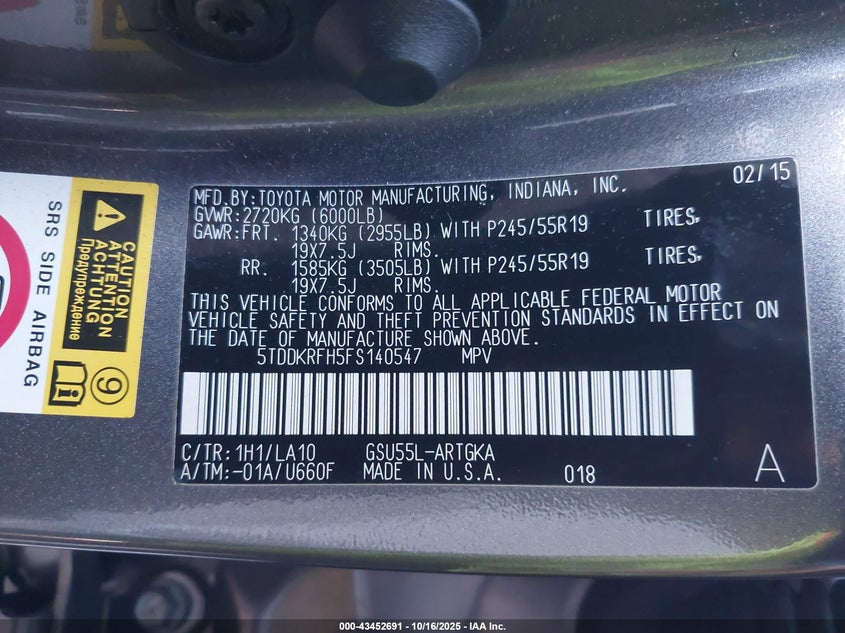 MFD.BY:TOYOTA MOTOR MANUFACTURING, INDIANA, INC. 02/15
GVWR:2720KG (6000LB)
GAWR:FRT. 1340KG (2955LB) WITH P245/55R19 TIRES,
19X7.5J RIMS.
RR. 1585KG (3505LB) WITH P245/55R19 TIRES,
19X7.5J RIMS.
THIS VEHICLE CONFORMS TO ALL APPLICABLE FEDERAL MOTOR
VEHICLE SAFETY AND THEFT PREVENTION STANDARDS IN EFFECT ON
THE DATE OF MANUFACTURE SHOWN ABOVE.
5TDDKRFH5FS140547 MPV
C/TR:1H1/LA10 GSU55L-ARTGKA
A/TM:-01A/U660F MADE IN U.S.A. 018 A
SRS SIDE AIRBAG
CAUTION
ATTENTION
ACHTUNG
Предупреждение
9
000-43452691 - 10/16/2025 - IAA Inc.